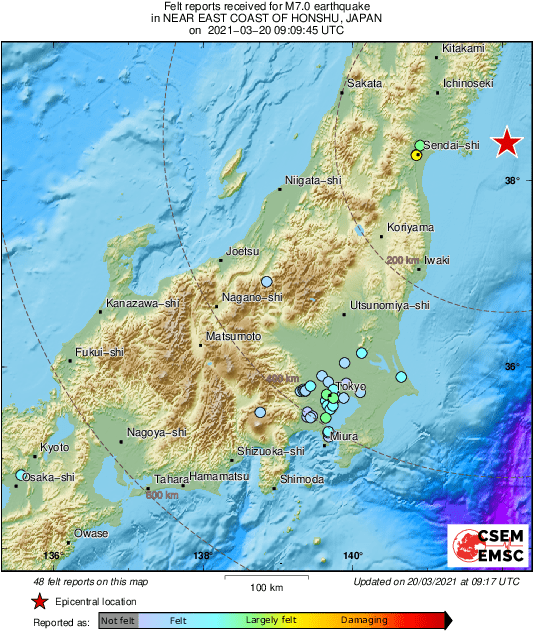 Felt reports received for M7.0 earthquake
in NEAR EAST COAST OF HONSHU, JAPAN
on 2021-03-20 09:09:45 UTC
Kitakami
Sakata
Ichinoseki
Sendai-shi
38°
Niigata-shi
Koriyama
Joetsu
200 km
Iwaki
Nagano-shi
Kanazawa-shi
Utsunomiya-shi
Matsumoto
Fukui-shi
36°
400 km
Tokyo
Nagoya-shi
Miura
Kyoto
Shizuoka-shi
Osaka-shi
Tahara
Hamamatsu
Shimoda
600 km
Owase
CSEM
EMSC
136°
138°
140°
48 felt reports on this map
100 km
Updated on 20/03/2021 at 09:17 UTC
Epicentral location
Reported as:
Not felt
Felt
Largely felt
Damaging